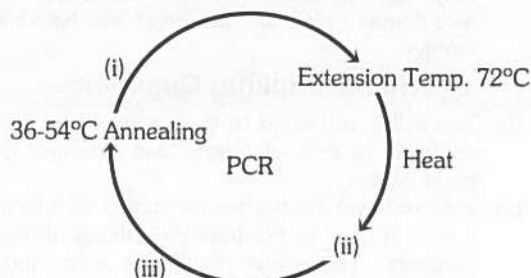 (i)
Extension Temp. 72°C
36-54°C Annealing
PCR
Heat
(ii)
(iii)